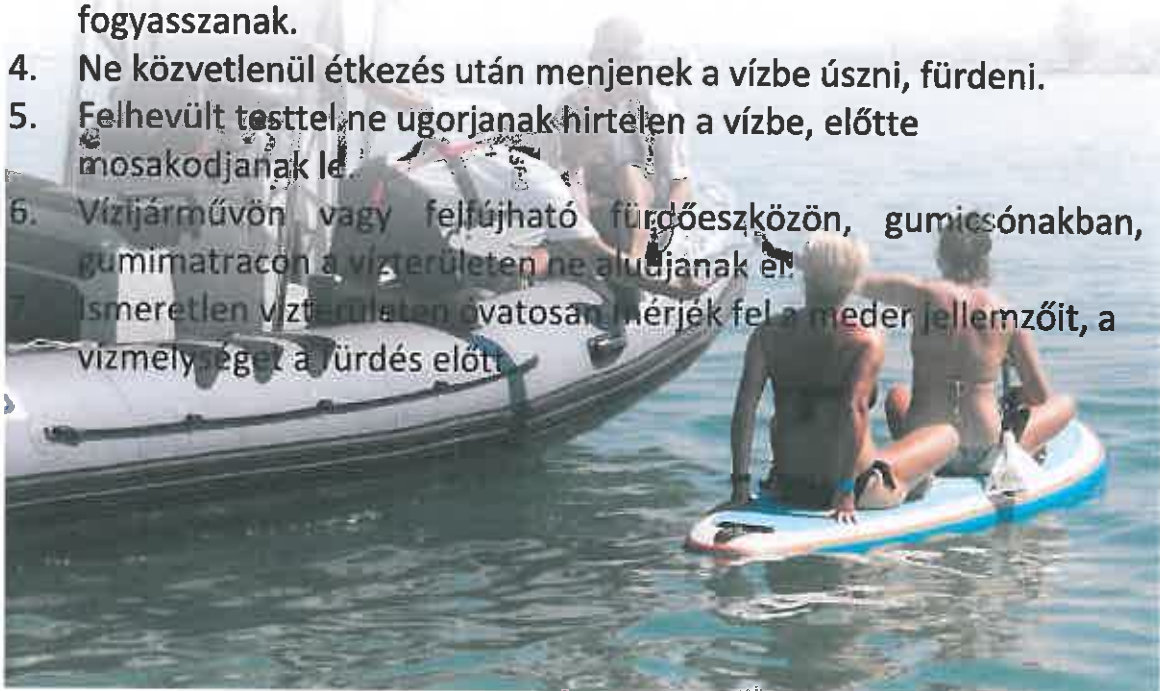 fogyasszanak.
4. Ne közvetlenül étkezés után menjenek a vízbe úszni, fürdeni.
5. Felhevült testtel ne ugorjanak hirtelen a vízbe, előtte
mosakodjanak le.
6. Vízijárművön vagy felfújható fürdőeszközön, gumicsónakban,
gumimatracon a vízterületen ne aludjanak el.
7. Ismeretlen vízterületen óvatosan mérjék fel a meder jellemzőit, a
vízmélységet a fürdés előtt